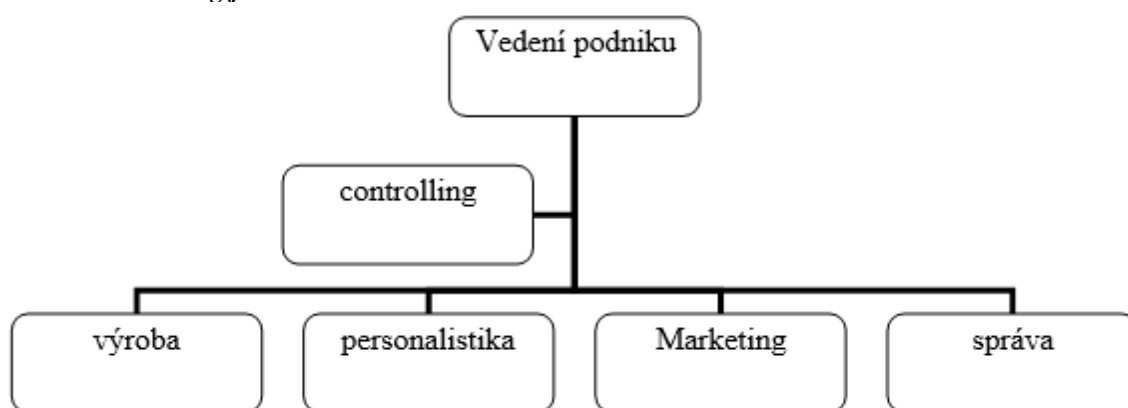 Vedení podniku
controlling
výroba
personalistika
Marketing
správa